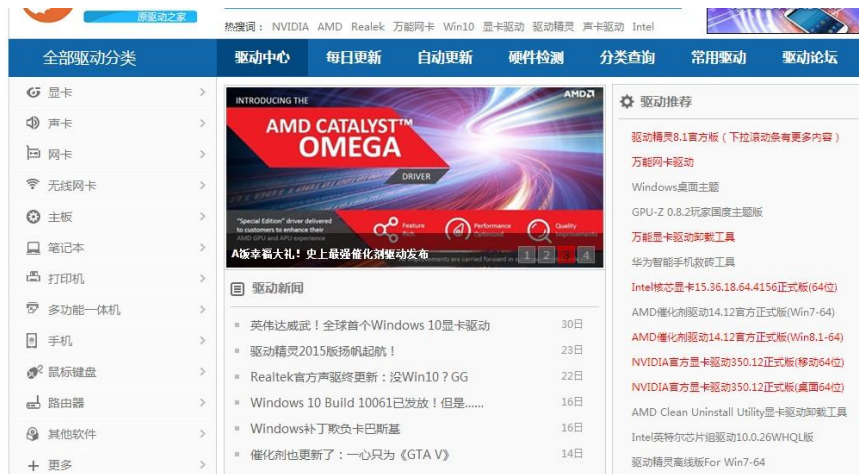 原驱动之家
热搜词： NVIDIA AMD Realek 万能网卡 Win10 显卡驱动 驱动精灵 声卡驱动 Intel
全部驱动分类
驱动中心 每日更新 自动更新 硬件检测 分类查询 常用驱动 驱动论坛
显卡
声卡
网卡
无线网卡
主板
笔记本
打印机
多功能一体机
手机
鼠标键盘
路由器
其他软件
更多
INTRODUCING THE
AMD
AMD CATALYST™
OMEGA
DRIVER
"Special Edition" driver delivered
to customers to enhance their
AMD GPU and APU experience
Feature
Rich
Performance
Optimized
Quality
Improvements
A饭幸福大礼！史上最强催化剂驱动发布
1 2 3 4
驱动新闻
英伟达威武！全球首个Windows 10显卡驱动 30日
驱动精灵2015版扬帆起航！ 23日
Realtek官方声驱终更新：没Win10？GG 22日
Windows 10 Build 10061已发放！但是...... 16日
Windows补丁欺负卡巴斯基 16日
催化剂也更新了：一心只为《GTA V》 14日
驱动推荐
驱动精灵8.1官方版（下拉滚动条有更多内容）
万能网卡驱动
Windows桌面主题
GPU-Z 0.8.2玩家国度主题版
万能显卡驱动卸载工具
华为智能手机救砖工具
Intel核芯显卡15.36.18.64.4156正式版(64位)
AMD催化剂驱动14.12官方正式版(Win7-64)
AMD催化剂驱动14.12官方正式版(Win8.1-64)
NVIDIA官方显卡驱动350.12正式版(移动64位)
NVIDIA官方显卡驱动350.12正式版(桌面64位)
AMD Clean Uninstall Utility显卡驱动卸载工具
Intel英特尔芯片组驱动10.0.26WHQL版
驱动精灵离线版For Win7-64